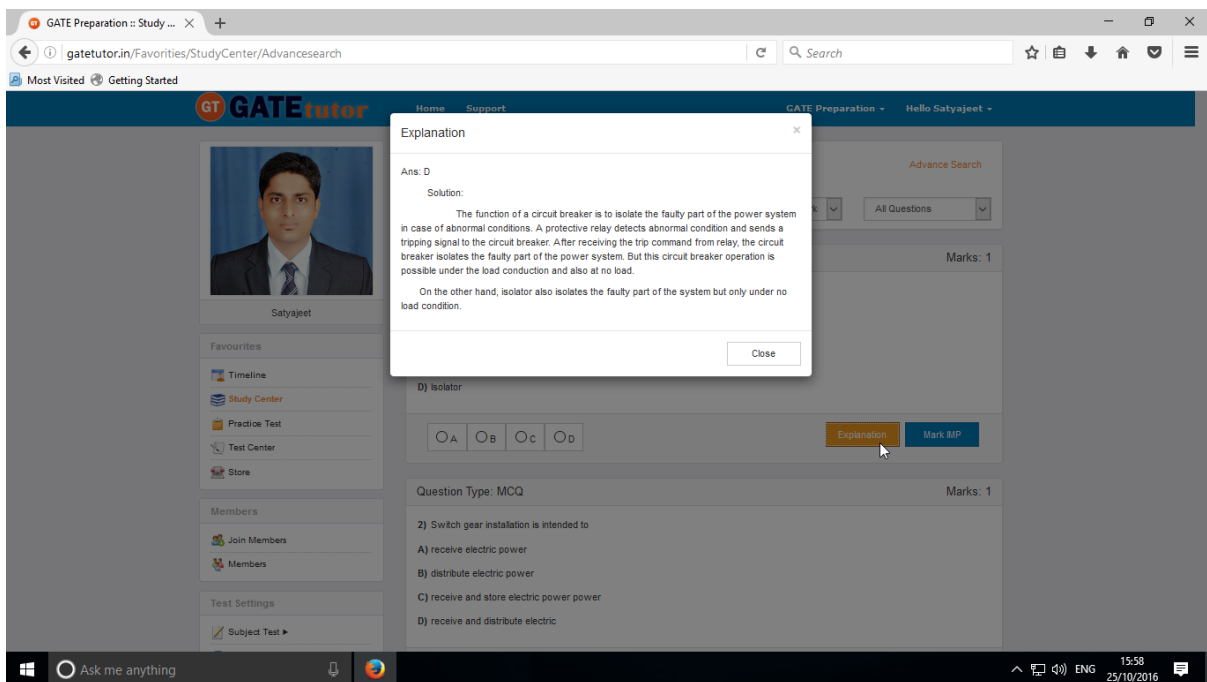 GATE Preparation :: Study ...
gatetutor.in/Favorities/StudyCenter/Advancesearch
Search
Most Visited
Getting Started
GT GATEtutor
Home
Support
GATE Preparation
Hello Satyajeet
Explanation
×
Ans: D
Solution:
The function of a circuit breaker is to isolate the faulty part of the power system
in case of abnormal conditions. A protective relay detects abnormal condition and sends a
tripping signal to the circuit breaker. After receiving the trip command from relay, the circuit
breaker isolates the faulty part of the power system. But this circuit breaker operation is
possible under the load conduction and also at no load.
On the other hand, isolator also isolates the faulty part of the system but only under no
load condition.
Close
Advance Search
All Questions
Marks: 1
Satyajeet
Favourites
Timeline
Study Center
Practice Test
Test Center
Store
Members
Join Members
Members
Test Settings
Subject Test
D) isolator
A
B
C
D
Explanation
Mark IMP
Question Type: MCQ
Marks: 1
2) Switch gear installation is intended to
A) receive electric power
B) distribute electric power
C) receive and store electric power power
D) receive and distribute electric
Ask me anything
ENG
15:58
25/10/2016